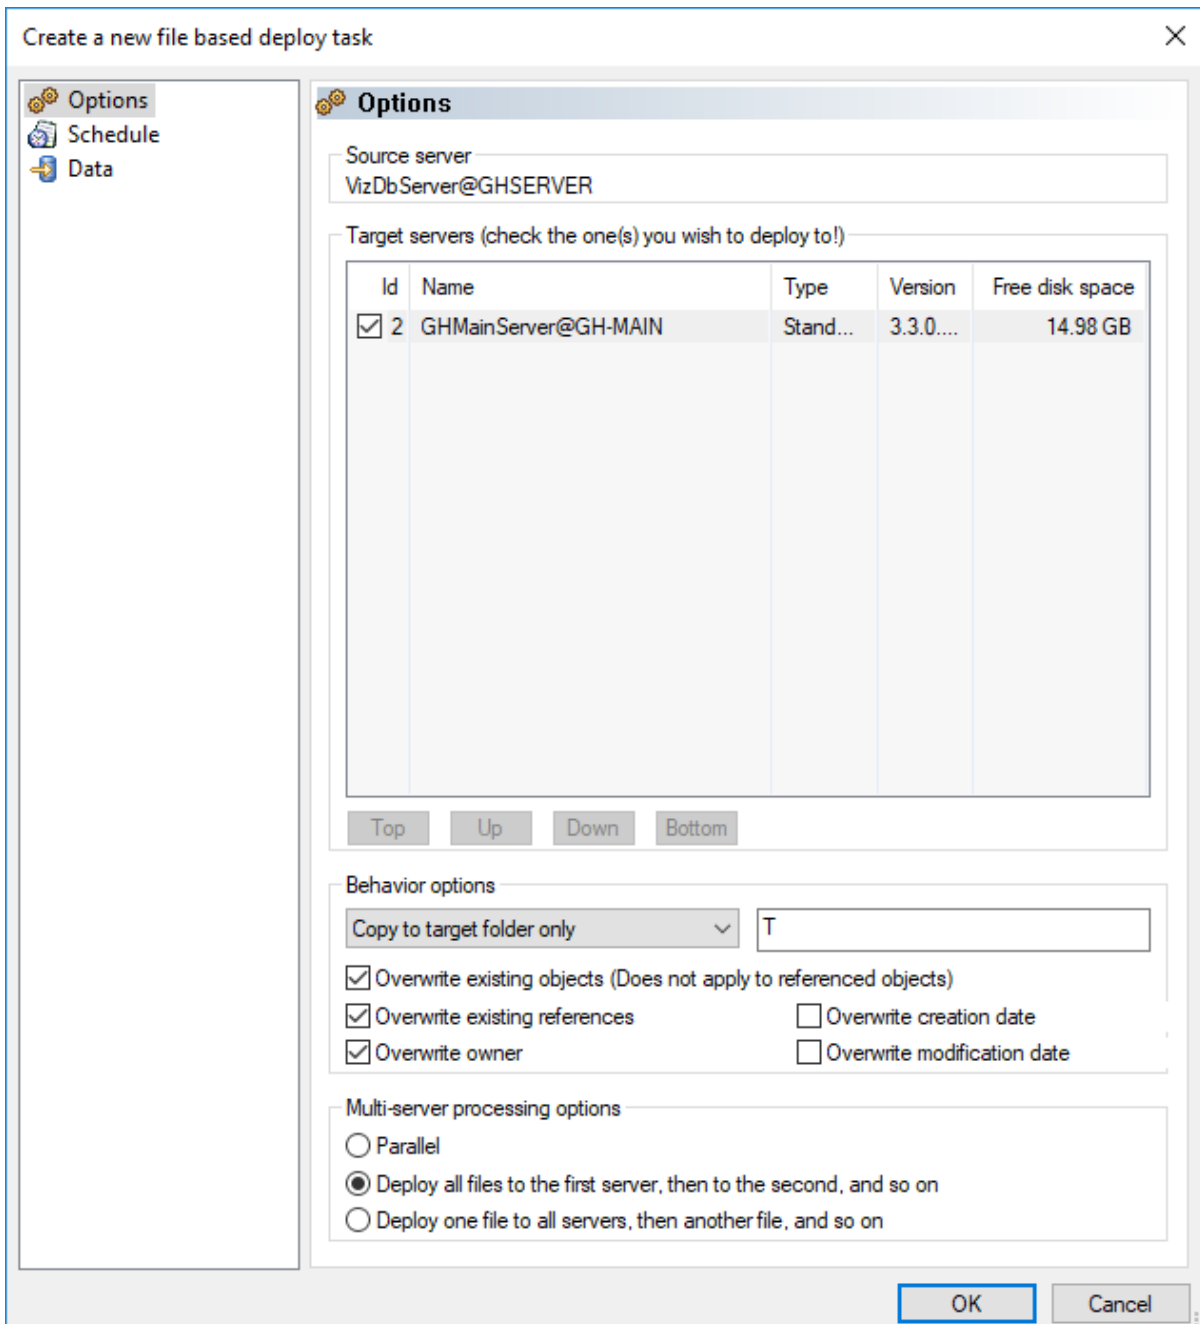 Create a new file based deploy task
Options
Schedule
Data
Options
Source server
VizDbServer@GHSERVER
Target servers (check the one(s) you wish to deploy to!)
Id Name Type Version Free disk space
2 GHMainServer@GH-MAIN Stand... 3.3.0.... 14.98 GB
Top Up Down Bottom
Behavior options
Copy to target folder only T
Overwrite existing objects (Does not apply to referenced objects)
Overwrite existing references Overwrite creation date
Overwrite owner Overwrite modification date
Multi-server processing options
Parallel
Deploy all files to the first server, then to the second, and so on
Deploy one file to all servers, then another file, and so on
OK Cancel